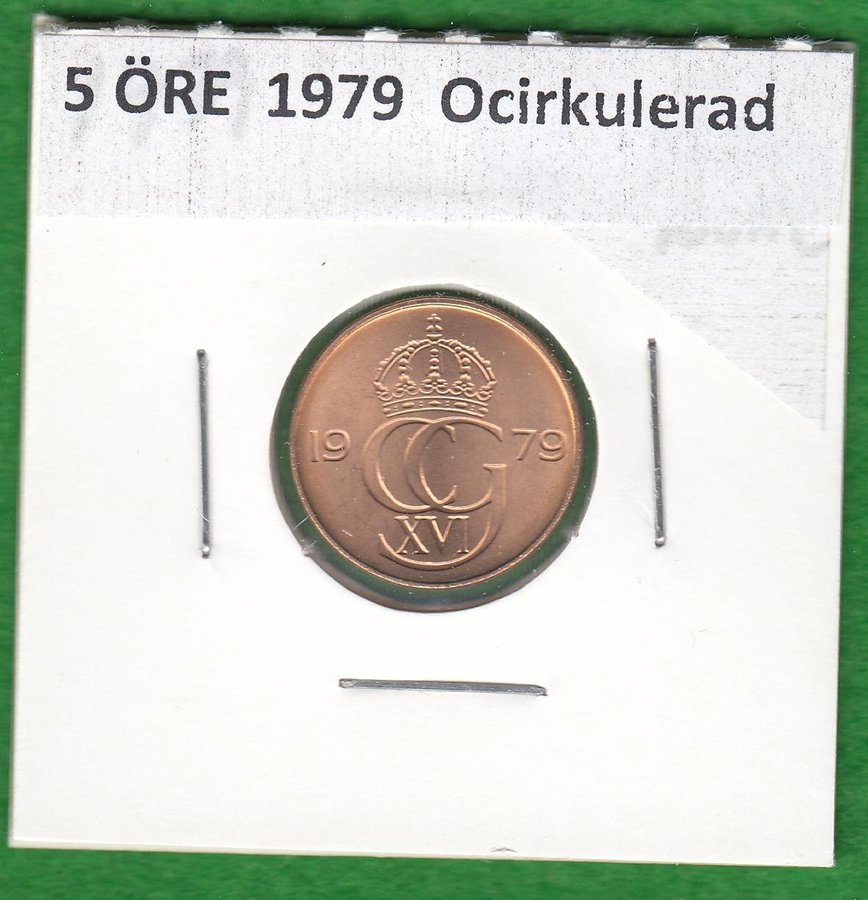 5 ÖRE 1979 Ocirkulerad
19 CG 79
XVI